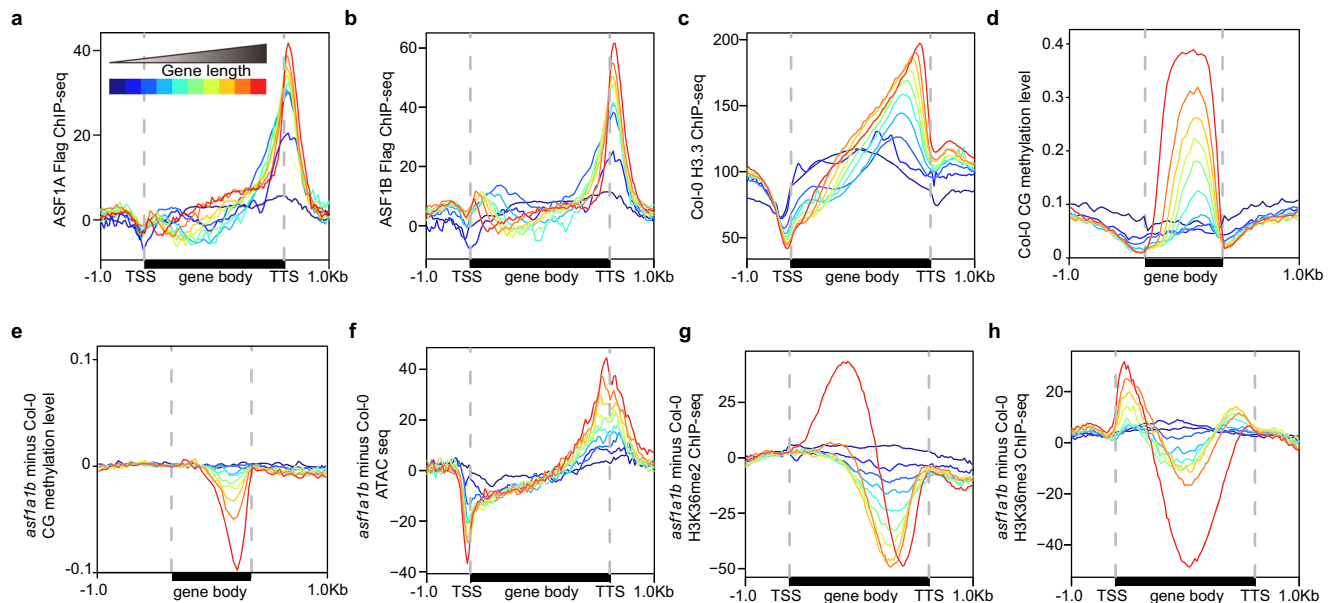 a
ASF1A Flag ChIP-seq
40
20
0
Gene length
-1.0 TSS gene body TTS 1.0Kb
b
ASF1B Flag ChIP-seq
60
40
20
0
-1.0 TSS gene body TTS 1.0Kb
c
Col-0 H3.3 ChIP-seq
200
150
100
50
-1.0 TSS gene body TTS 1.0Kb
d
Col-0 CG methylation level
0.4
0.3
0.2
0.1
0
-1.0 gene body 1.0Kb
e
asf1a1b minus Col-0
CG methylation level
0.1
0
-0.1
-1.0 gene body 1.0Kb
f
asf1a1b minus Col-0
ATAC seq
40
20
0
−20
−40
-1.0 TSS gene body TTS 1.0Kb
g
asf1a1b minus Col-0
H3K36me2 ChIP-seq
25
0
−25
−50
-1.0 TSS gene body TTS 1.0Kb
h
asf1a1b minus Col-0
H3K36me3 ChIP-seq
20
0
−20
−40
-1.0 TSS gene body TTS 1.0Kb